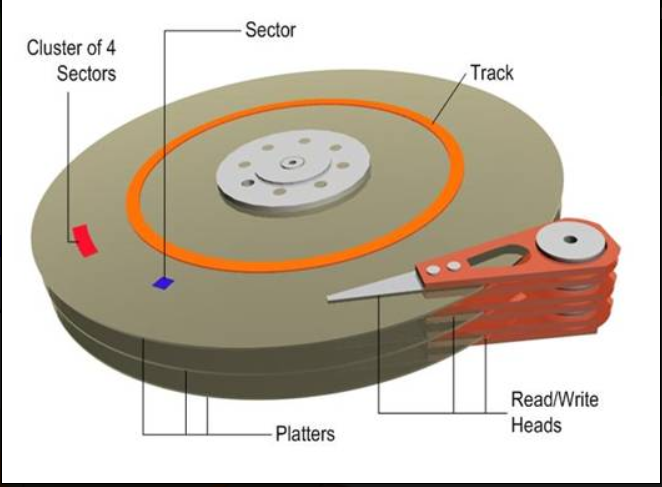 Sector
Cluster of 4
Sectors
Track
Read/Write
Heads
Platters